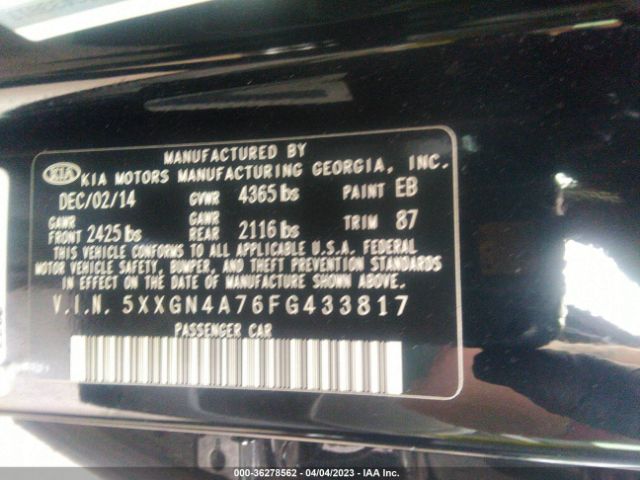 MANUFACTURED BY
KIA KIA MOTORS MANUFACTURING GEORGIA, INC.
DEC/02/14 GVWR 4365 lbs PAINT EB
GAWR FRONT 2425 lbs GAWR REAR 2116 lbs TRIM 87
THIS VEHICLE CONFORMS TO ALL APPLICABLE U.S.A. FEDERAL
MOTOR VEHICLE SAFETY, BUMPER, AND THEFT PREVENTION STANDARDS
IN EFFECT ON THE DATE OF MANUFACTURE SHOWN ABOVE.
V.I.N. 5XXGN4A76FG433817
PASSENGER CAR
000-36278562 - 04/04/2023 - IAA Inc.